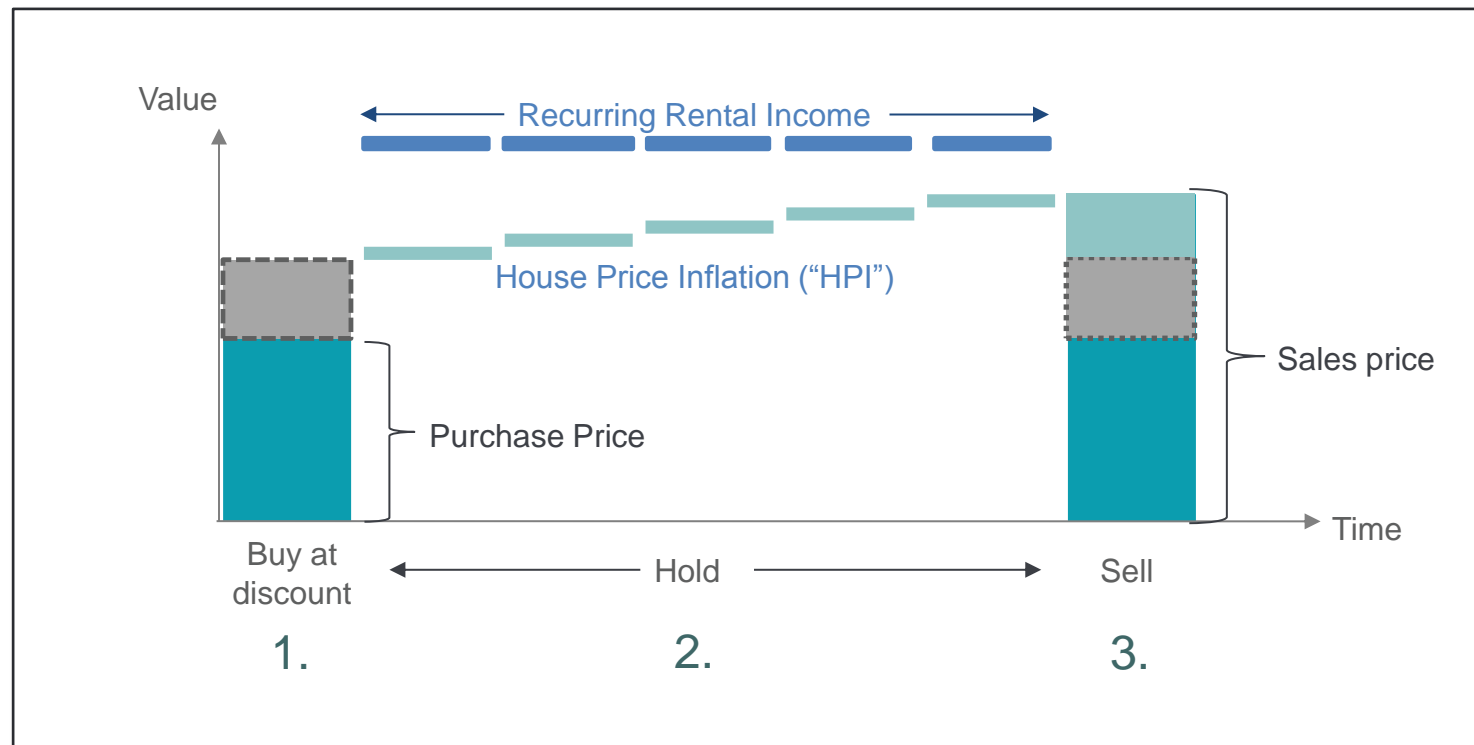 Value
Recurring Rental Income
House Price Inflation (“HPI”)
Purchase Price
Sales price
Time
Buy at
discount
Hold
Sell
1.
2.
3.